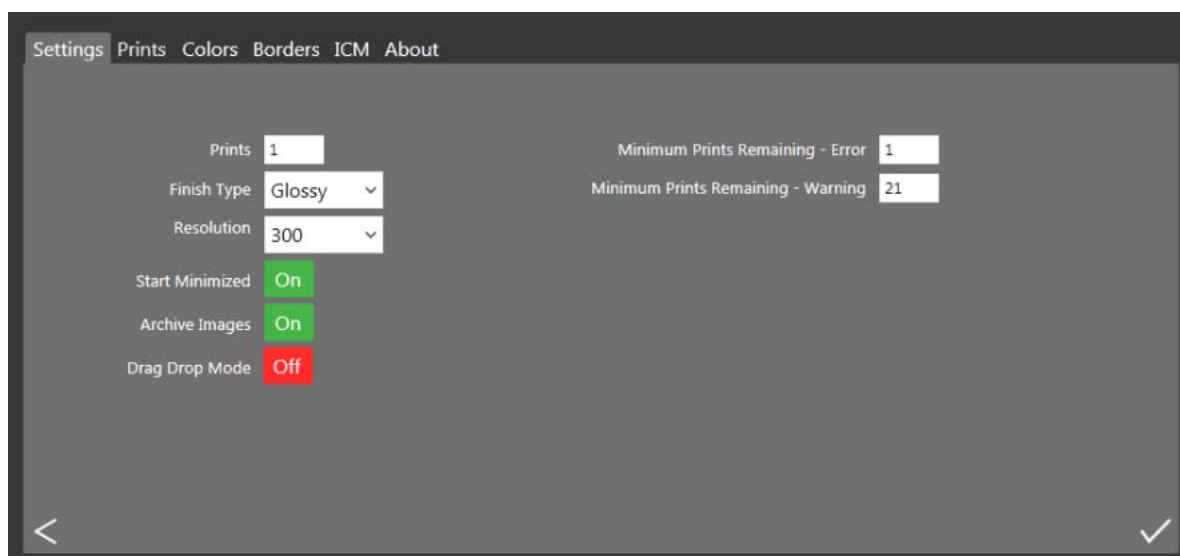 Settings Prints Colors Borders ICM About
Prints 1
Minimum Prints Remaining - Error 1
Finish Type Glossy
Minimum Prints Remaining - Warning 21
Resolution 300
Start Minimized On
Archive Images On
Drag Drop Mode Off